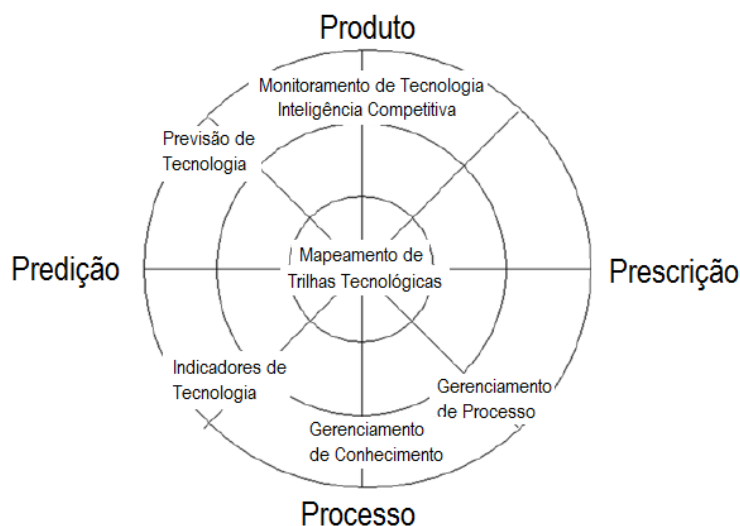 Produto
Monitoramento de Tecnologia
Inteligência Competitiva
Previsão de
Tecnologia
Predição
Mapeamento de
Trilhas Tecnológicas
Prescrição
Indicadores de
Tecnologia
Gerenciamento
de Processo
Gerenciamento
de Conhecimento
Processo